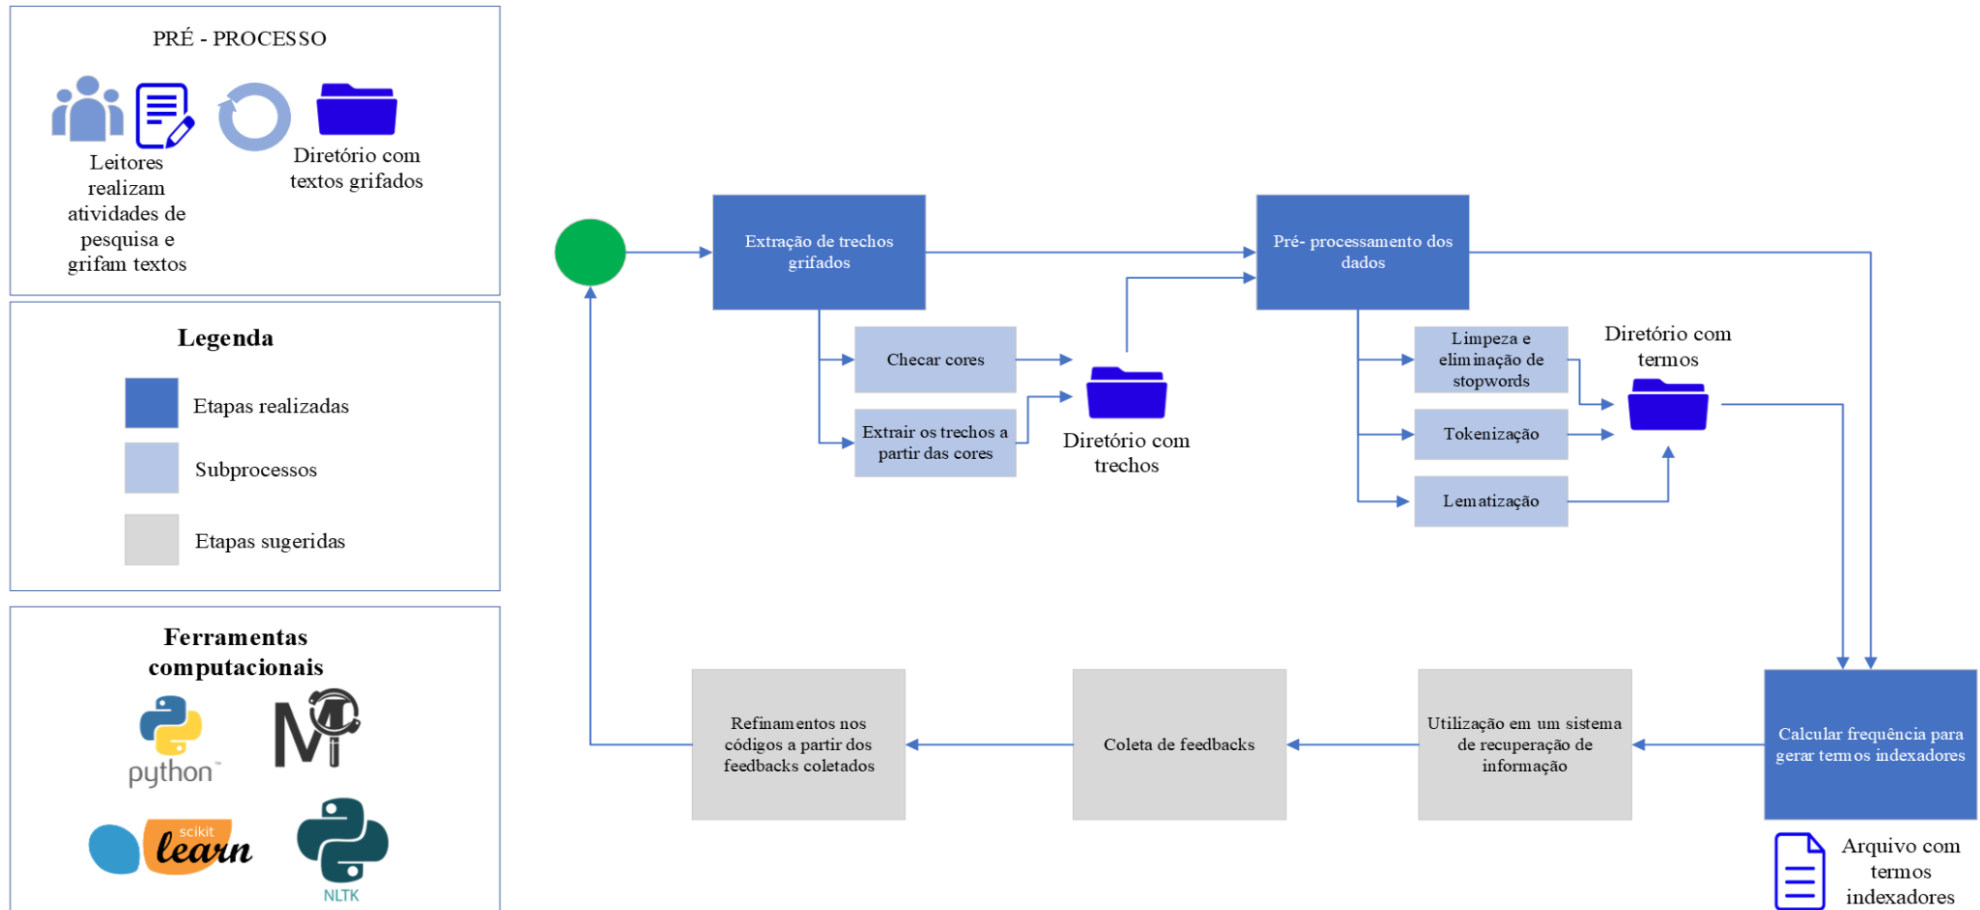 PRÉ - PROCESSO
Leitores
realizam
atividades de
pesquisa e
grifam textos
Diretório com
textos grifados
Legenda
Etapas realizadas
Subprocessos
Etapas sugeridas
Ferramentas
computacionais
python™
M
scikit
learn
NLTK
Extração de trechos
grifados
Checar cores
Extrair os trechos a
partir das cores
Diretório com
trechos
Pré- processamento dos
dados
Limpeza e
eliminação de
stopwords
Tokenização
Lematização
Diretório com
termos
Calcular frequência para
gerar termos indexadores
Arquivo com
termos
indexadores
Utilização em um sistema
de recuperação de
informação
Coleta de feedbacks
Refinamentos nos
códigos a partir dos
feedbacks coletados